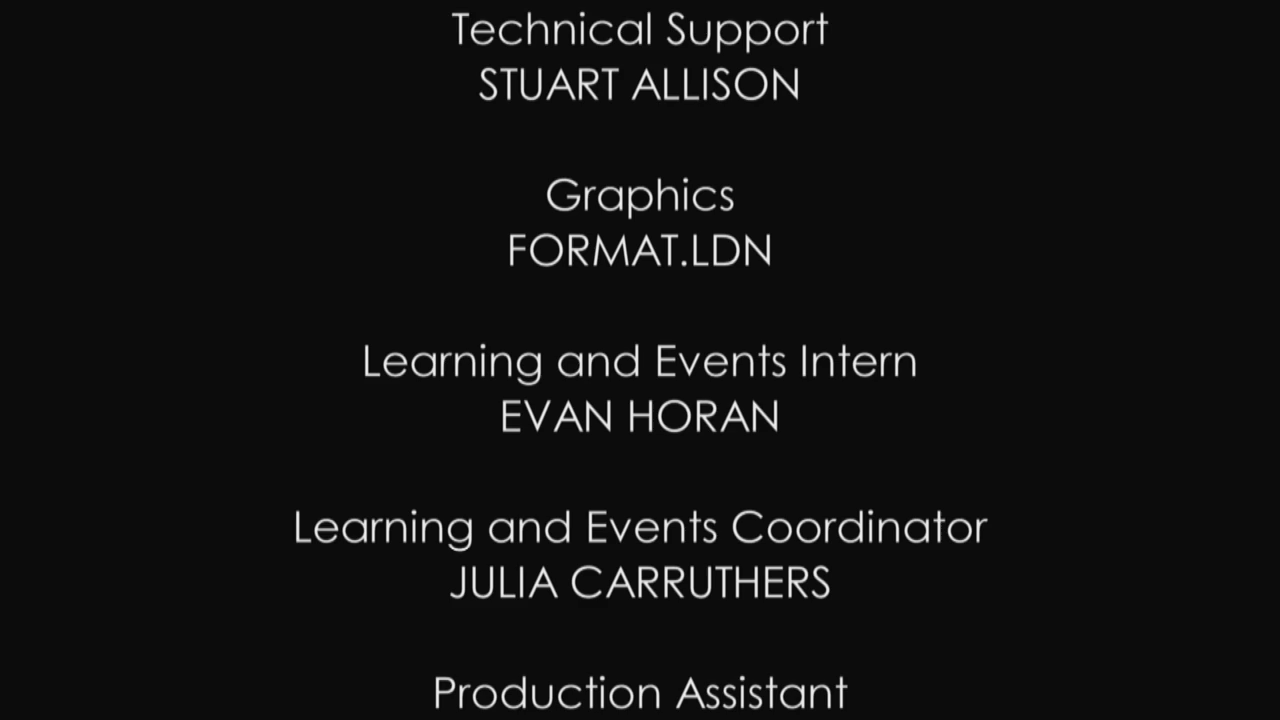 Technical Support
STUART ALLISON
Graphics
FORMAT.LDN
Learning and Events Intern
EVAN HORAN
Learning and Events Coordinator
JULIA CARRUTHERS
Production Assistant